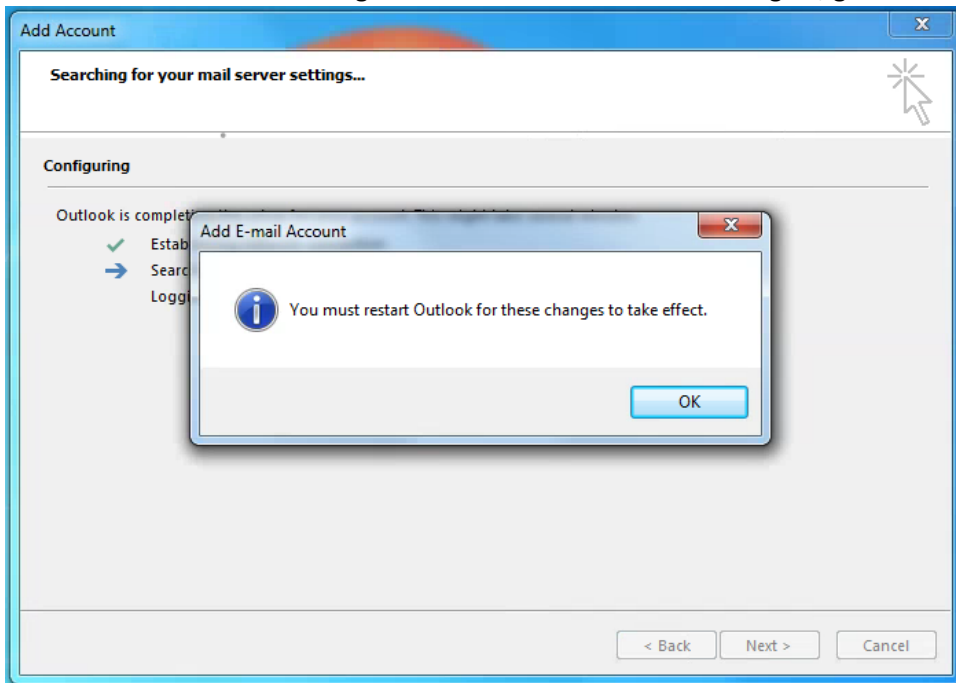 Add Account
Searching for your mail server settings...
Configuring
Outlook is complet
Estab
Searc
Loggi
Add E-mail Account
You must restart Outlook for these changes to take effect.
OK
< Back
Next >
Cancel